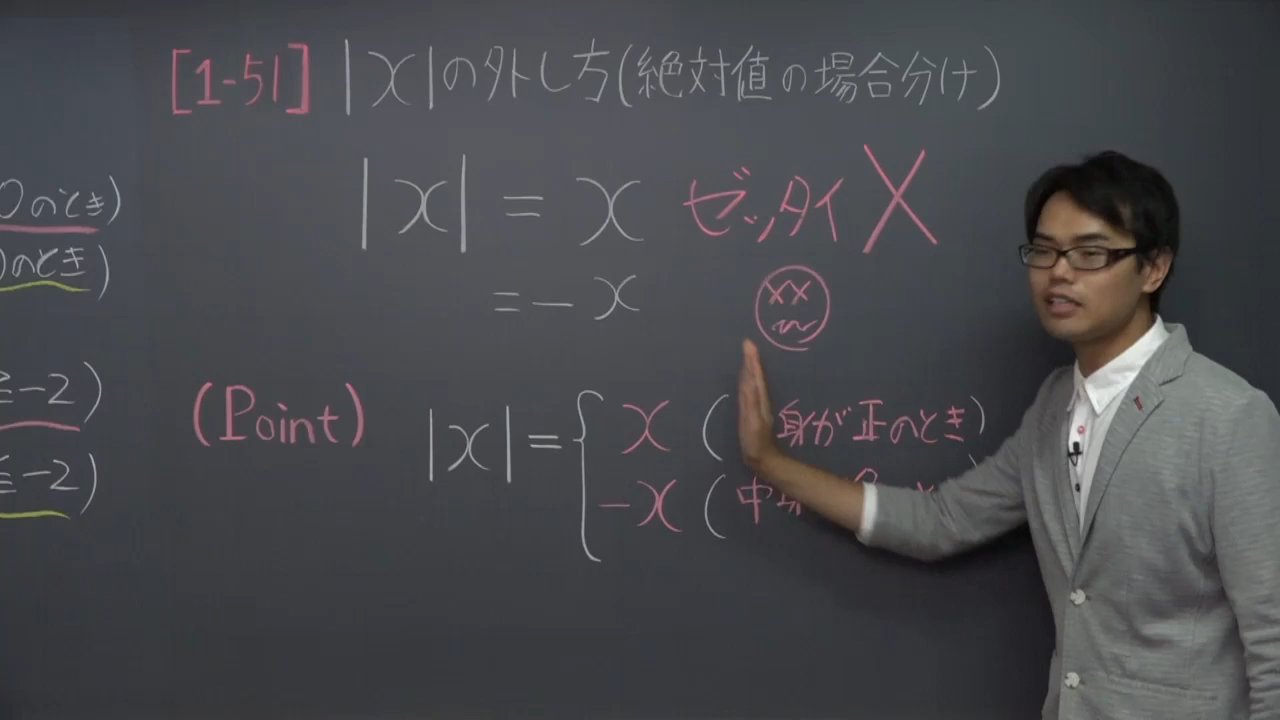 [1-51] |x|の外し方(絶対値の場合分け)
|x| = x ゼッタイ X
= -x
(Point) |x| = { x ( 身が正のとき)
-x ( 中
0のとき)
のとき)
≦-2)
≦-2)